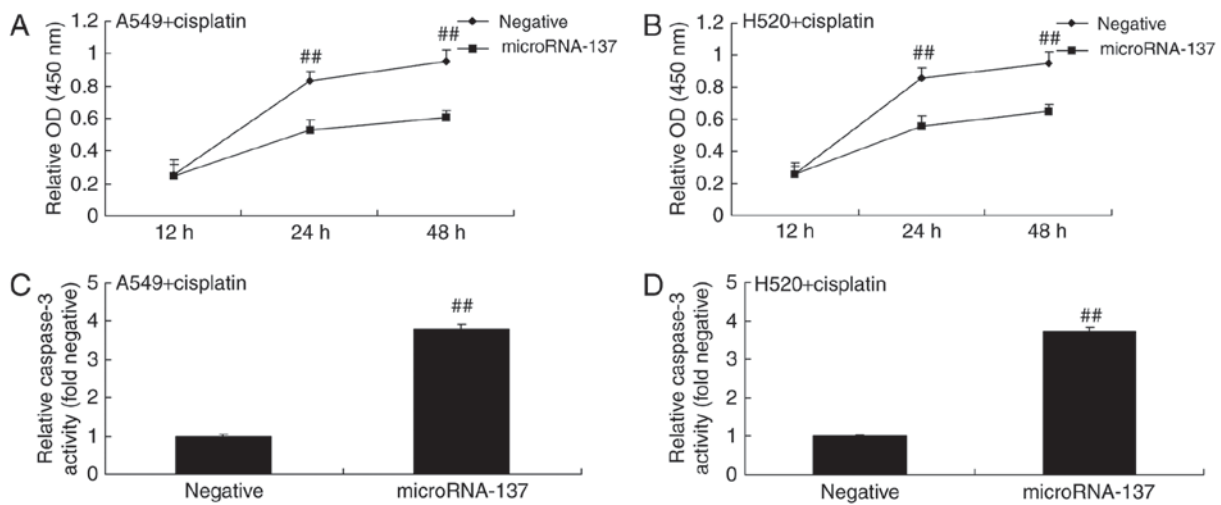 A
A549+cisplatin
Relative OD (450 nm)
1.2
1
0.8
0.6
0.4
0.2
0
##
##
Negative
microRNA-137
12 h
24 h
48 h
B
H520+cisplatin
Relative OD (450 nm)
1.2
1
0.8
0.6
0.4
0.2
0
##
##
Negative
microRNA-137
12 h
24 h
48 h
C
A549+cisplatin
Relative caspase-3
activity (fold negative)
5
4
3
2
1
0
##
Negative
microRNA-137
D
H520+cisplatin
Relative caspase-3
activity (fold negative)
5
4
3
2
1
0
##
Negative
microRNA-137